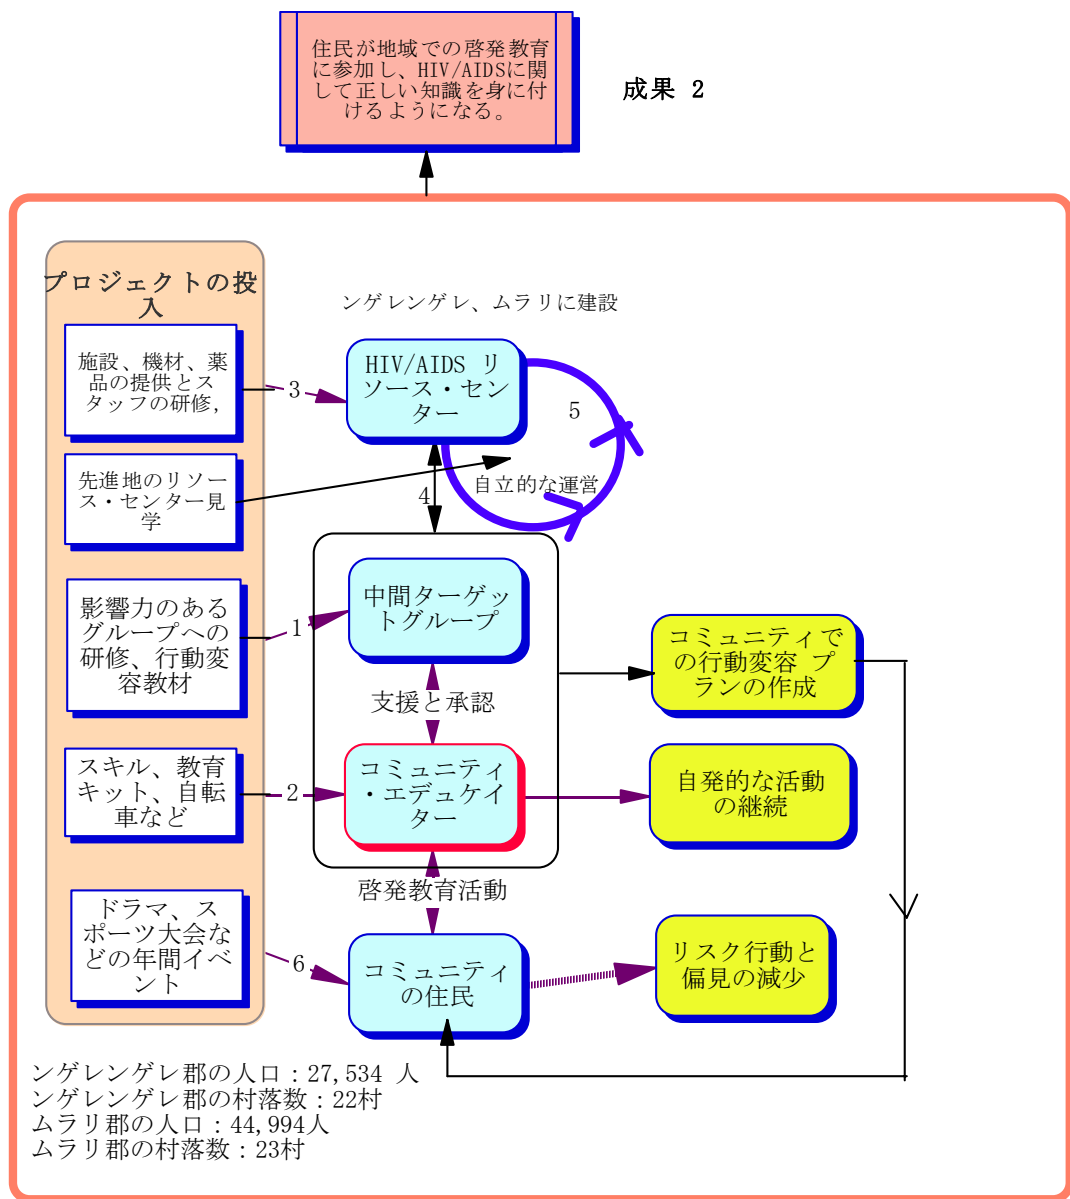 住民が地域での啓発教育
に参加し、HIV/AIDSに関
して正しい知識を身に付
けるようになる。
成果 2
プロジェクトの投
入
ンゲレンゲレ、ムラリに建設
施設、機材、薬
品の提供とス
タッフの研修,
3
HIV/AIDS リ
ソース・セン
ター
5
先進地のリソー
ス・センター見
学
4
自立的な運営
影響力のある
グループへの
研修、行動変
容教材
1
中間ターゲッ
トグループ
コミュニティで
の行動変容 プ
ランの作成
支援と承認
スキル、教育
キット、自転
車など
2
コミュニティ
・エデュケイ
ター
自発的な活動
の継続
啓発教育活動
ドラマ、ス
ポーツ大会な
どの年間イベ
ント
6
コミュニティ
の住民
リスク行動と
偏見の減少
ンゲレンゲレ郡の人口：27,534 人
ンゲレンゲレ郡の村落数：22村
ムラリ郡の人口：44,994人
ムラリ郡の村落数：23村